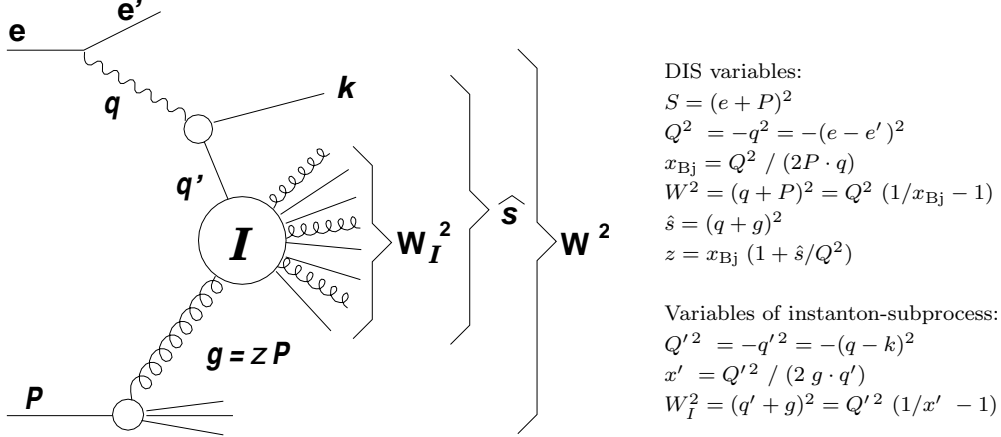 e
e'
q
k
q'
I
W_I^2
ŝ
W^2
g = z P
P
DIS variables:
S = (e + P)^2
Q^2 = −q^2 = −(e − e′)^2
x_Bj = Q^2 / (2P · q)
W^2 = (q + P)^2 = Q^2 (1/x_Bj − 1)
ŝ = (q + g)^2
z = x_Bj (1 + ŝ/Q^2)
Variables of instanton-subprocess:
Q′^2 = −q′^2 = −(q − k)^2
x′ = Q′^2 / (2 g · q′)
W_I^2 = (q′ + g)^2 = Q′^2 (1/x′ − 1)